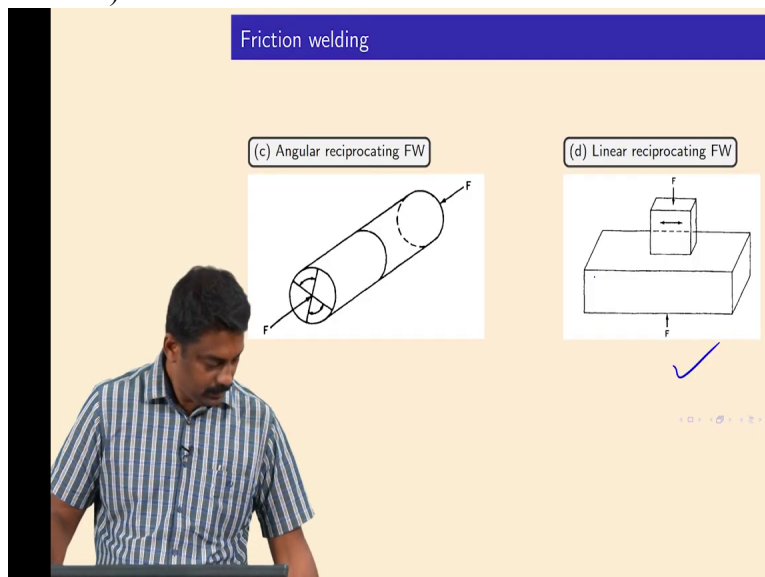 Friction welding
(c) Angular reciprocating FW
(d) Linear reciprocating FW
F
F
F
F